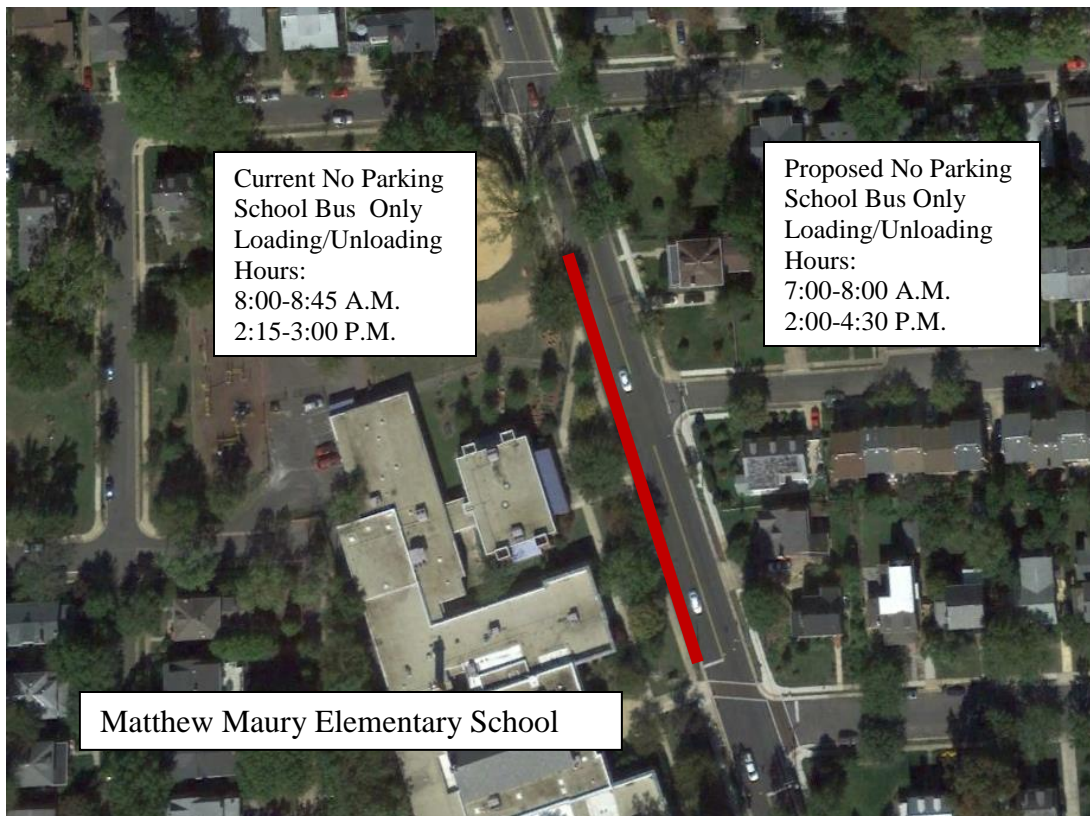 Current No Parking
School Bus Only
Loading/Unloading
Hours:
8:00-8:45 A.M.
2:15-3:00 P.M.
Proposed No Parking
School Bus Only
Loading/Unloading
Hours:
7:00-8:00 A.M.
2:00-4:30 P.M.
Matthew Maury Elementary School